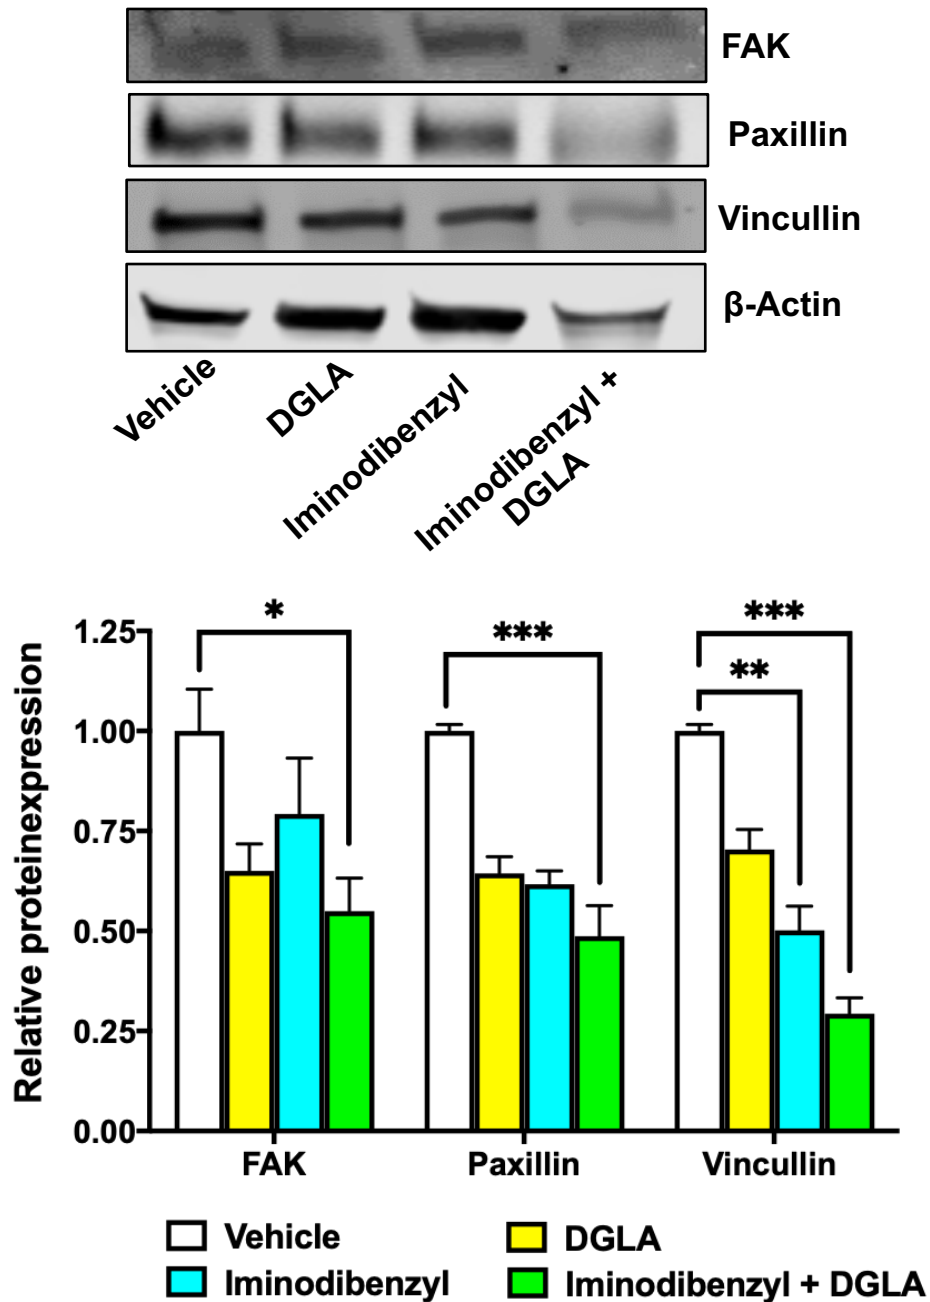 FAK
Paxillin
Vincullin
β-Actin
Vehicle
DGLA
Iminodibenzyl
Iminodibenzyl +
DGLA
Relative proteinexpression
1.25
1.00
0.75
0.50
0.25
0.00
*
***
***
**
FAK
Paxillin
Vincullin
Vehicle
DGLA
Iminodibenzyl
Iminodibenzyl + DGLA